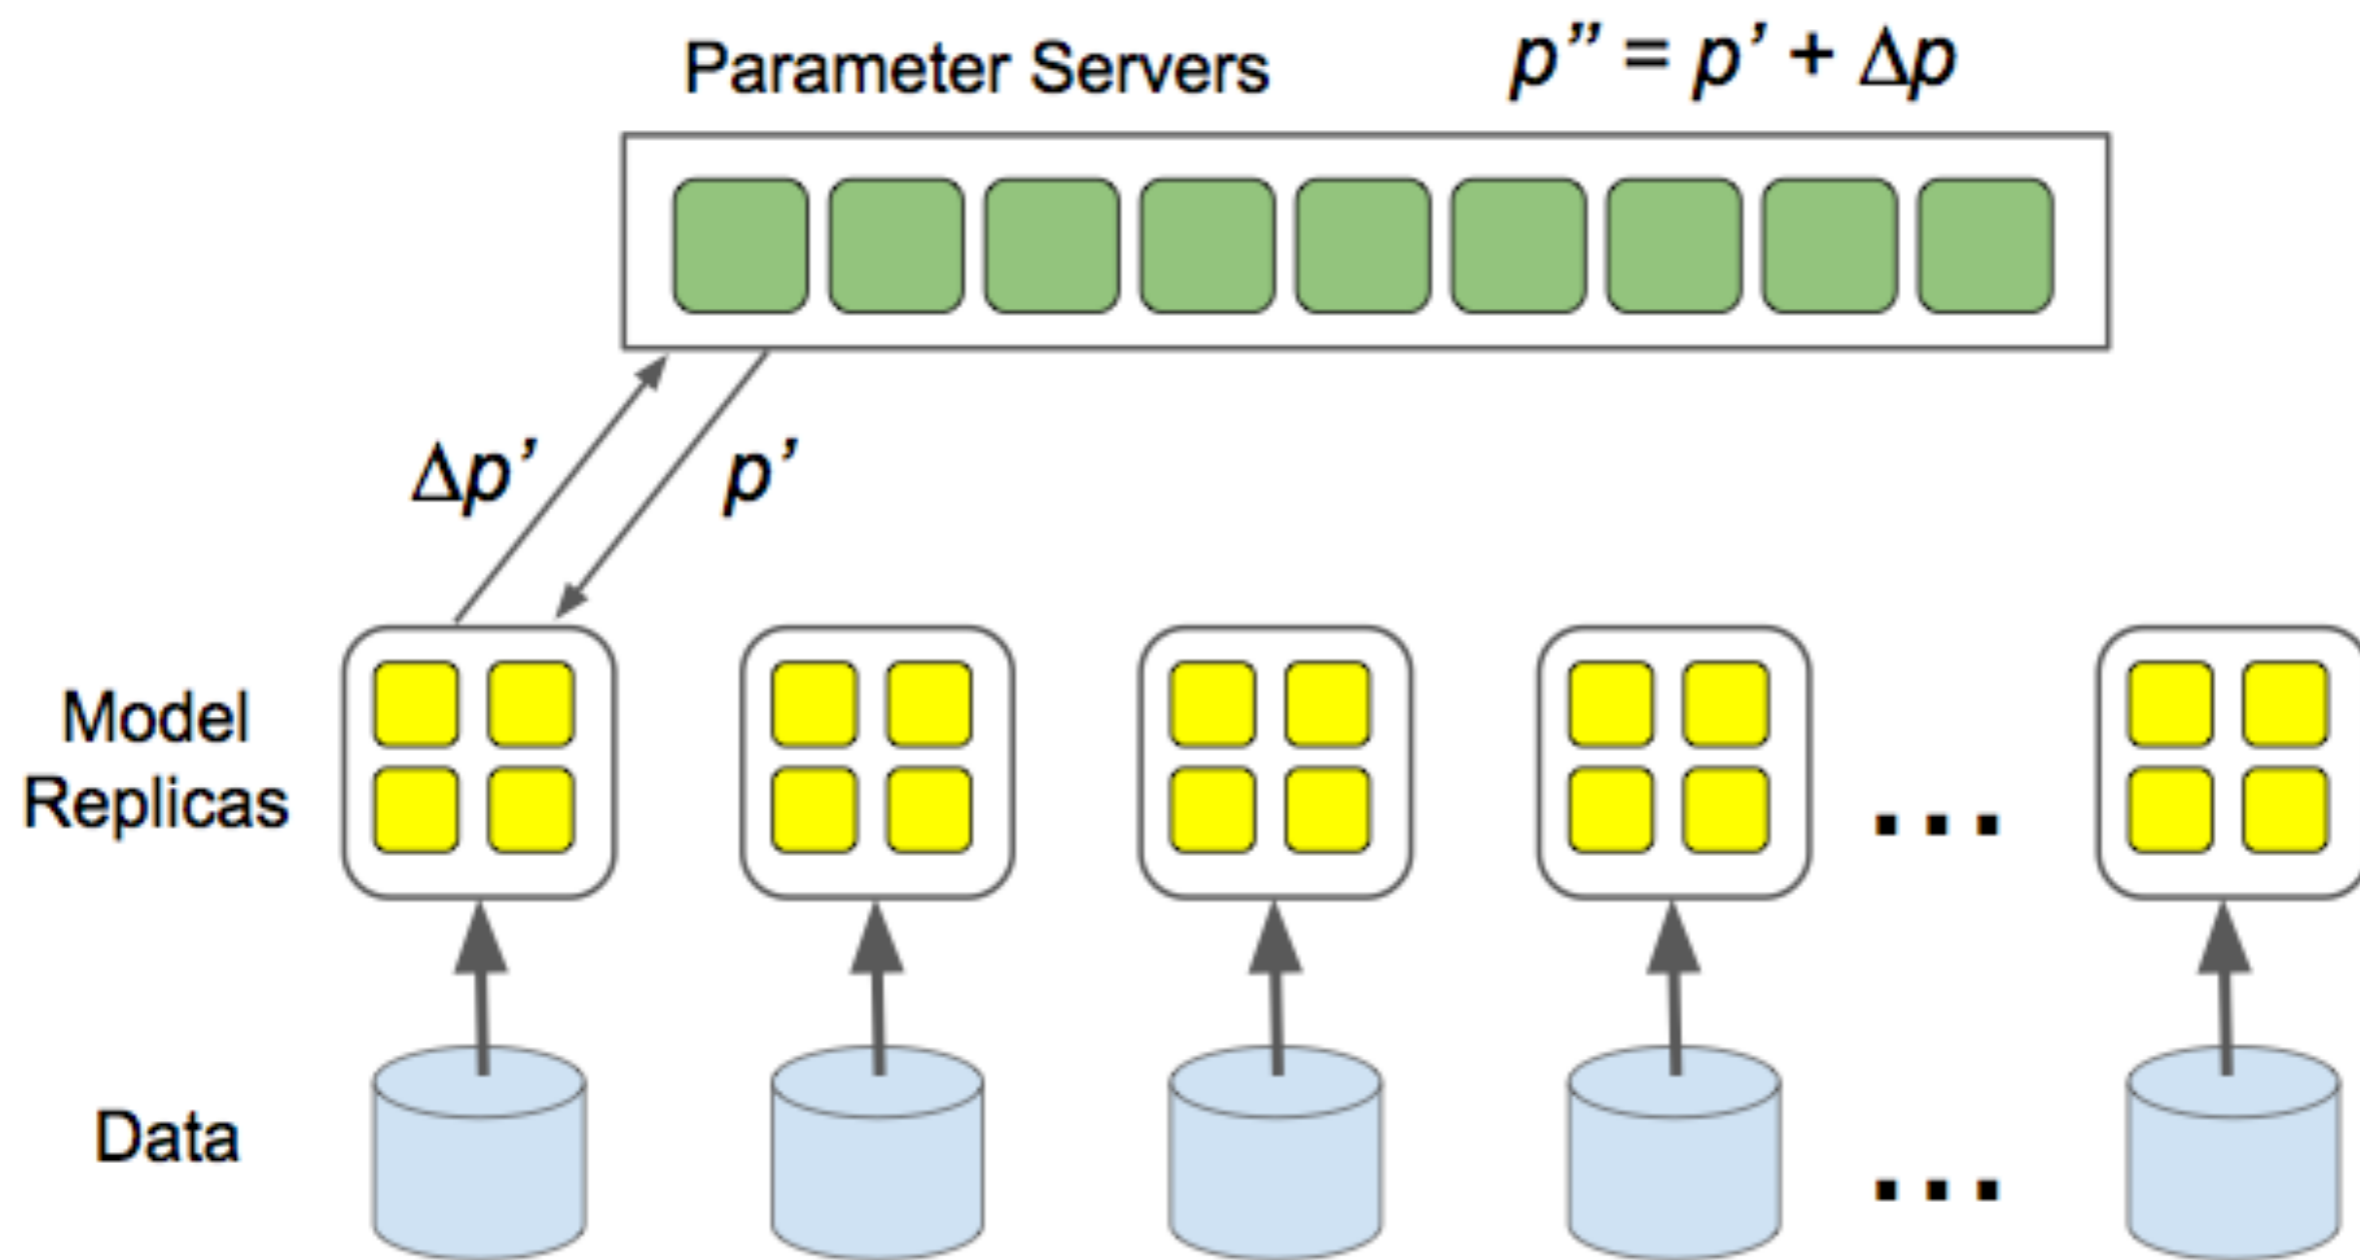 Parameter Servers
p’’ = p’ + Δp
Δp’
p’
Model
Replicas
...
Data
...